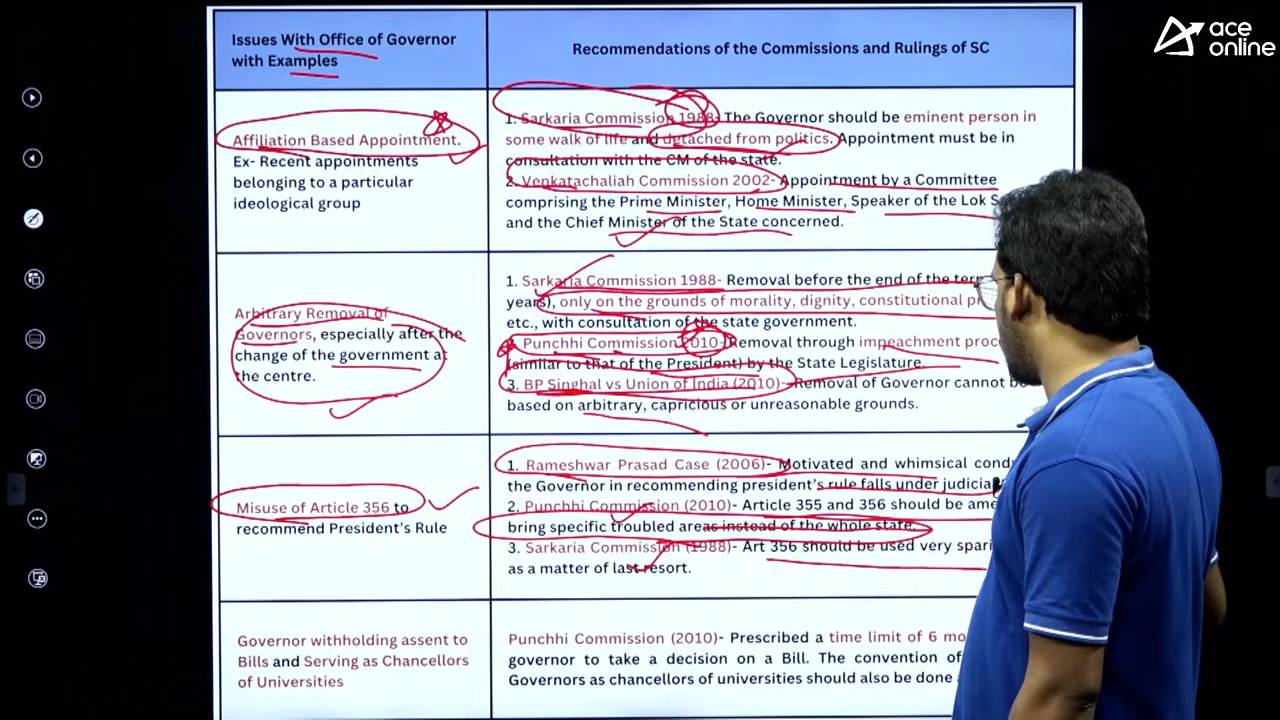 ace
online
Issues With Office of Governor
with Examples
Recommendations of the Commissions and Rulings of SC
Affiliation Based Appointment.
Ex- Recent appointments
belonging to a particular
ideological group
1. Sarkaria Commission 1988- The Governor should be eminent person in
some walk of life and detached from politics. Appointment must be in
consultation with the CM of the state.
2. Venkatachaliah Commission 2002- Appointment by a Committee
comprising the Prime Minister, Home Minister, Speaker of the Lok
and the Chief Minister of the State concerned.
Arbitrary Removal of
Governors, especially after the
change of the government at
the centre.
1. Sarkaria Commission 1988- Removal before the end of the
years), only on the grounds of morality, dignity, constitutional
etc., with consultation of the state government.
Punchhi Commission 2010- Removal through impeachment
(similar to that of the President) by the State Legislature.
3. BP Singhal vs Union of India (2010)- Removal of Governor cannot
based on arbitrary, capricious or unreasonable grounds.
Misuse of Article 356 to
recommend President's Rule
1. Rameshwar Prasad Case (2006)- Motivated and whimsical
the Governor in recommending president's rule falls under
2. Punchhi Commission (2010)- Article 355 and 356 should be
bring specific troubled areas instead of the whole state.
3. Sarkaria Commission (1988)- Art 356 should be used very
as a matter of last resort.
Governor withholding assent to
Bills and Serving as Chancellors
of Universities
Punchhi Commission (2010)- Prescribed a time limit of 6
governor to take a decision on a Bill. The convention of
Governors as chancellors of universities should also be done